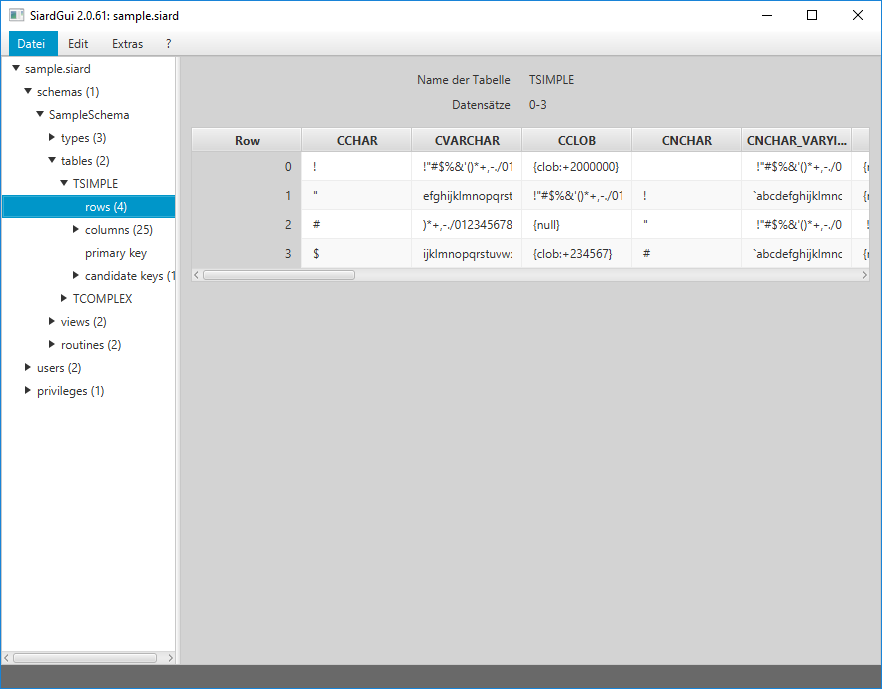 SiardGui 2.0.61: sample.siard
Datei Edit Extras ?
sample.siard
schemas (1)
SampleSchema
types (3)
tables (2)
TSIMPLE
rows (4)
columns (25)
primary key
candidate keys (1
TCOMPLEX
views (2)
routines (2)
users (2)
privileges (1)
Name der Tabelle TSIMPLE
Datensätze 0-3
Row CCHAR CVARCHAR CCLOB CNCHAR CNCHAR_VARYI...
0 ! !"#$%&'()*+,-./01 {clob:+2000000} !"#$%&'()*+,-./0
1 " efghijklmnopqrst !"#$%&'()*+,-./01 ! `abcdefghijklmno
2 # )*+,-./012345678 {null} " !"#$%&'()*+,-./0
3 $ ijklmnopqrstuvw: {clob:+234567} # `abcdefghijklmno